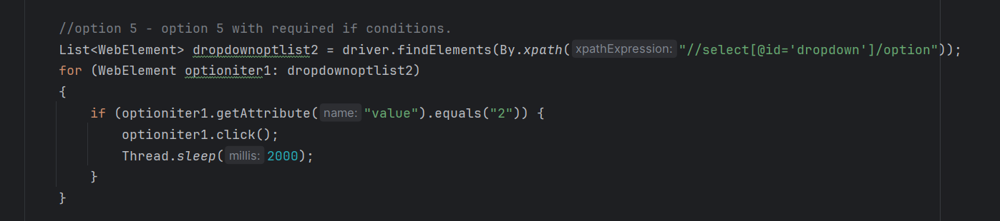 //option 5 - option 5 with required if conditions.
List<WebElement> dropdownoptlist2 = driver.findElements(By.xpath( xpathExpression: "//select[@id='dropdown']/option"));
for (WebElement optioniter1: dropdownoptlist2)
{
if (optioniter1.getAttribute( name: "value").equals("2")) {
optioniter1.click();
Thread.sleep( millis: 2000);
}
}